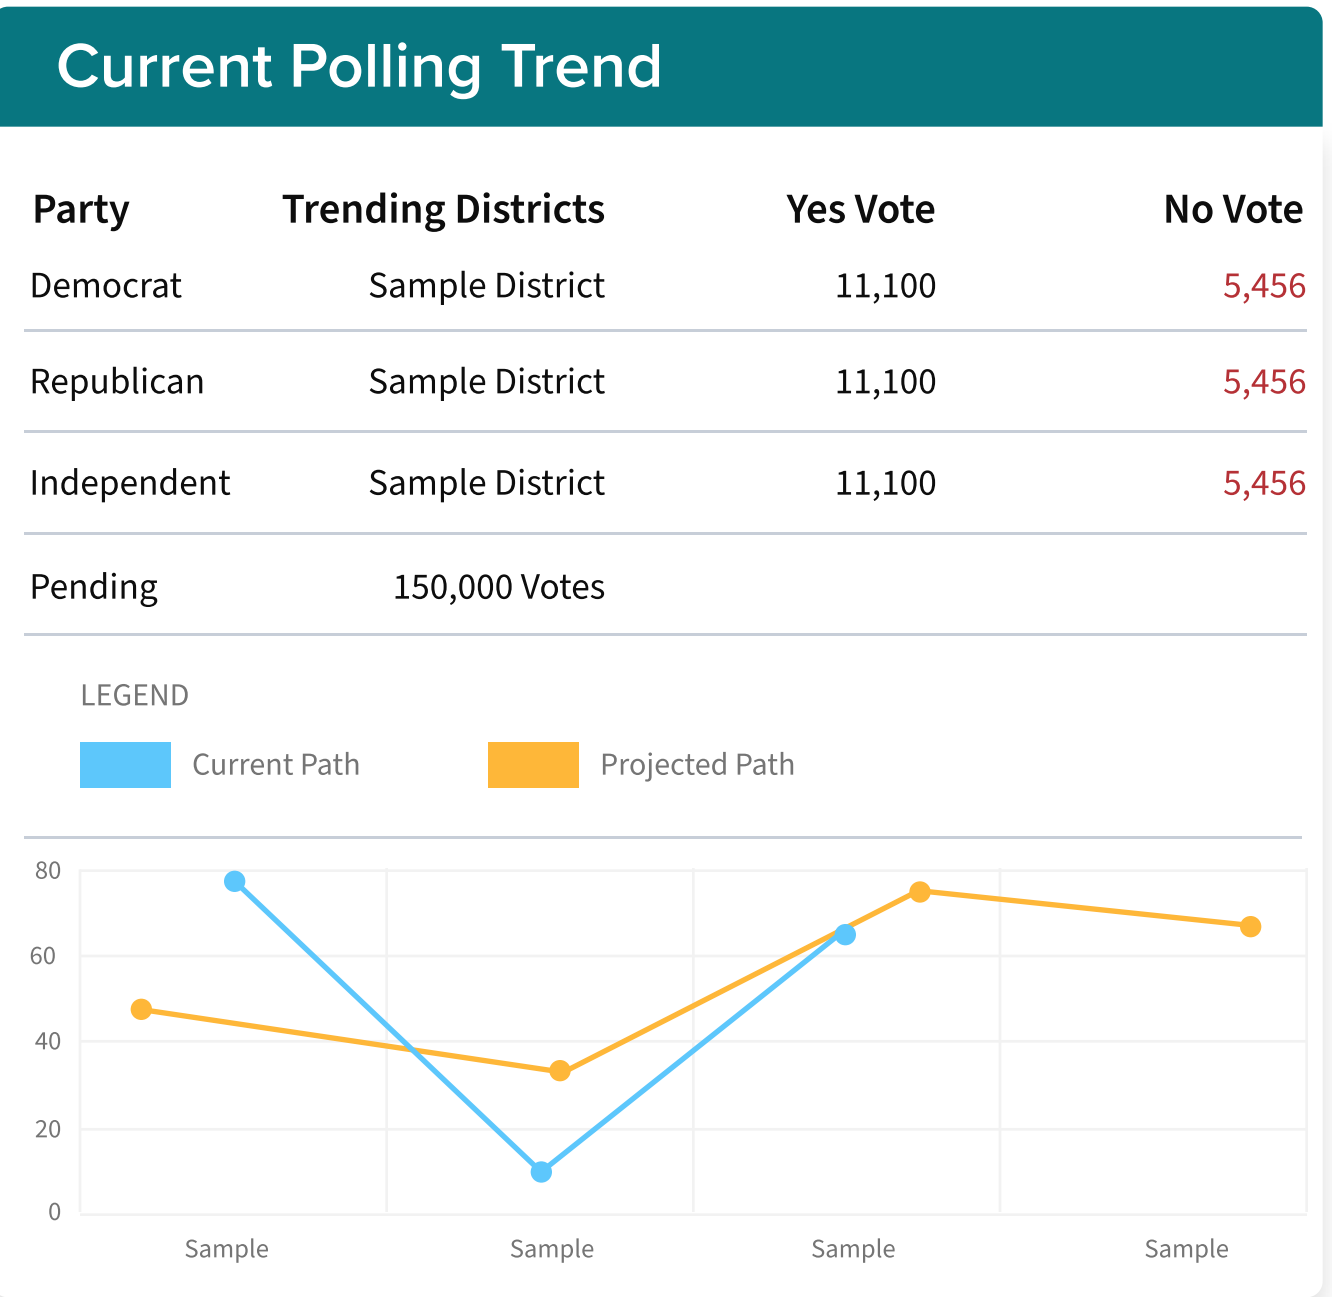 Current Polling Trend
Party Trending Districts Yes Vote No Vote
Democrat Sample District 11,100 5,456
Republican Sample District 11,100 5,456
Independent Sample District 11,100 5,456
Pending 150,000 Votes
LEGEND
Current Path Projected Path
80
60
40
20
0
Sample Sample Sample Sample